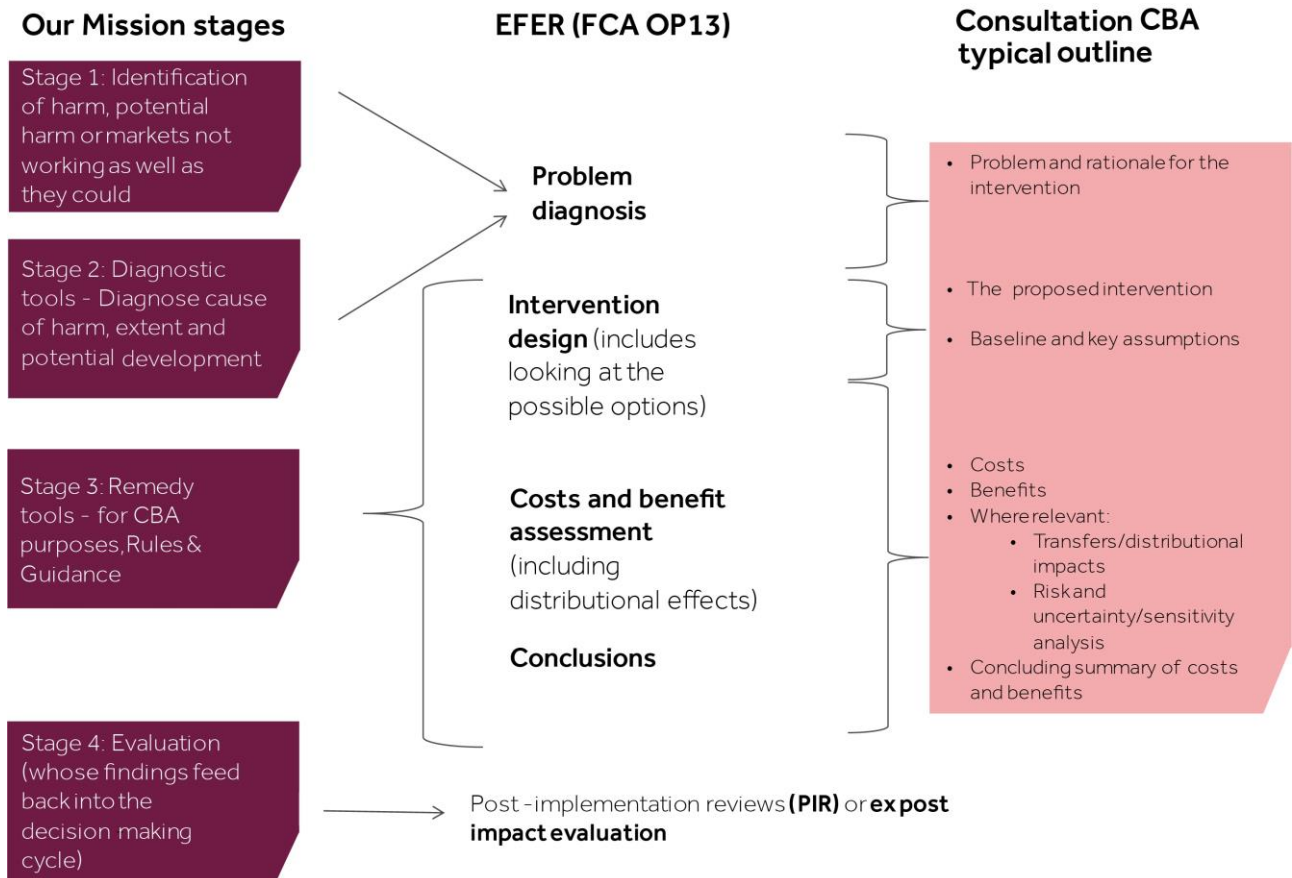 Our Mission stages
Stage 1: Identification
of harm, potential
harm or markets not
working as well as
they could
Stage 2: Diagnostic
tools - Diagnose cause
of harm, extent and
potential development
Stage 3: Remedy
tools - for CBA
purposes, Rules &
Guidance
Stage 4: Evaluation
(whose findings feed
back into the
decision making
cycle)
EFER (FCA OP13)
Problem
diagnosis
Intervention
design (includes
looking at the
possible options)
Costs and benefit
assessment
(including
distributional effects)
Conclusions
Post-implementation reviews (PIR) or ex post
impact evaluation
Consultation CBA
typical outline
• Problem and rationale for the
intervention
• The proposed intervention
• Baseline and key assumptions
• Costs
• Benefits
• Where relevant:
• Transfers/distributional
impacts
• Risk and
uncertainty/sensitivity
analysis
• Concluding summary of costs
and benefits